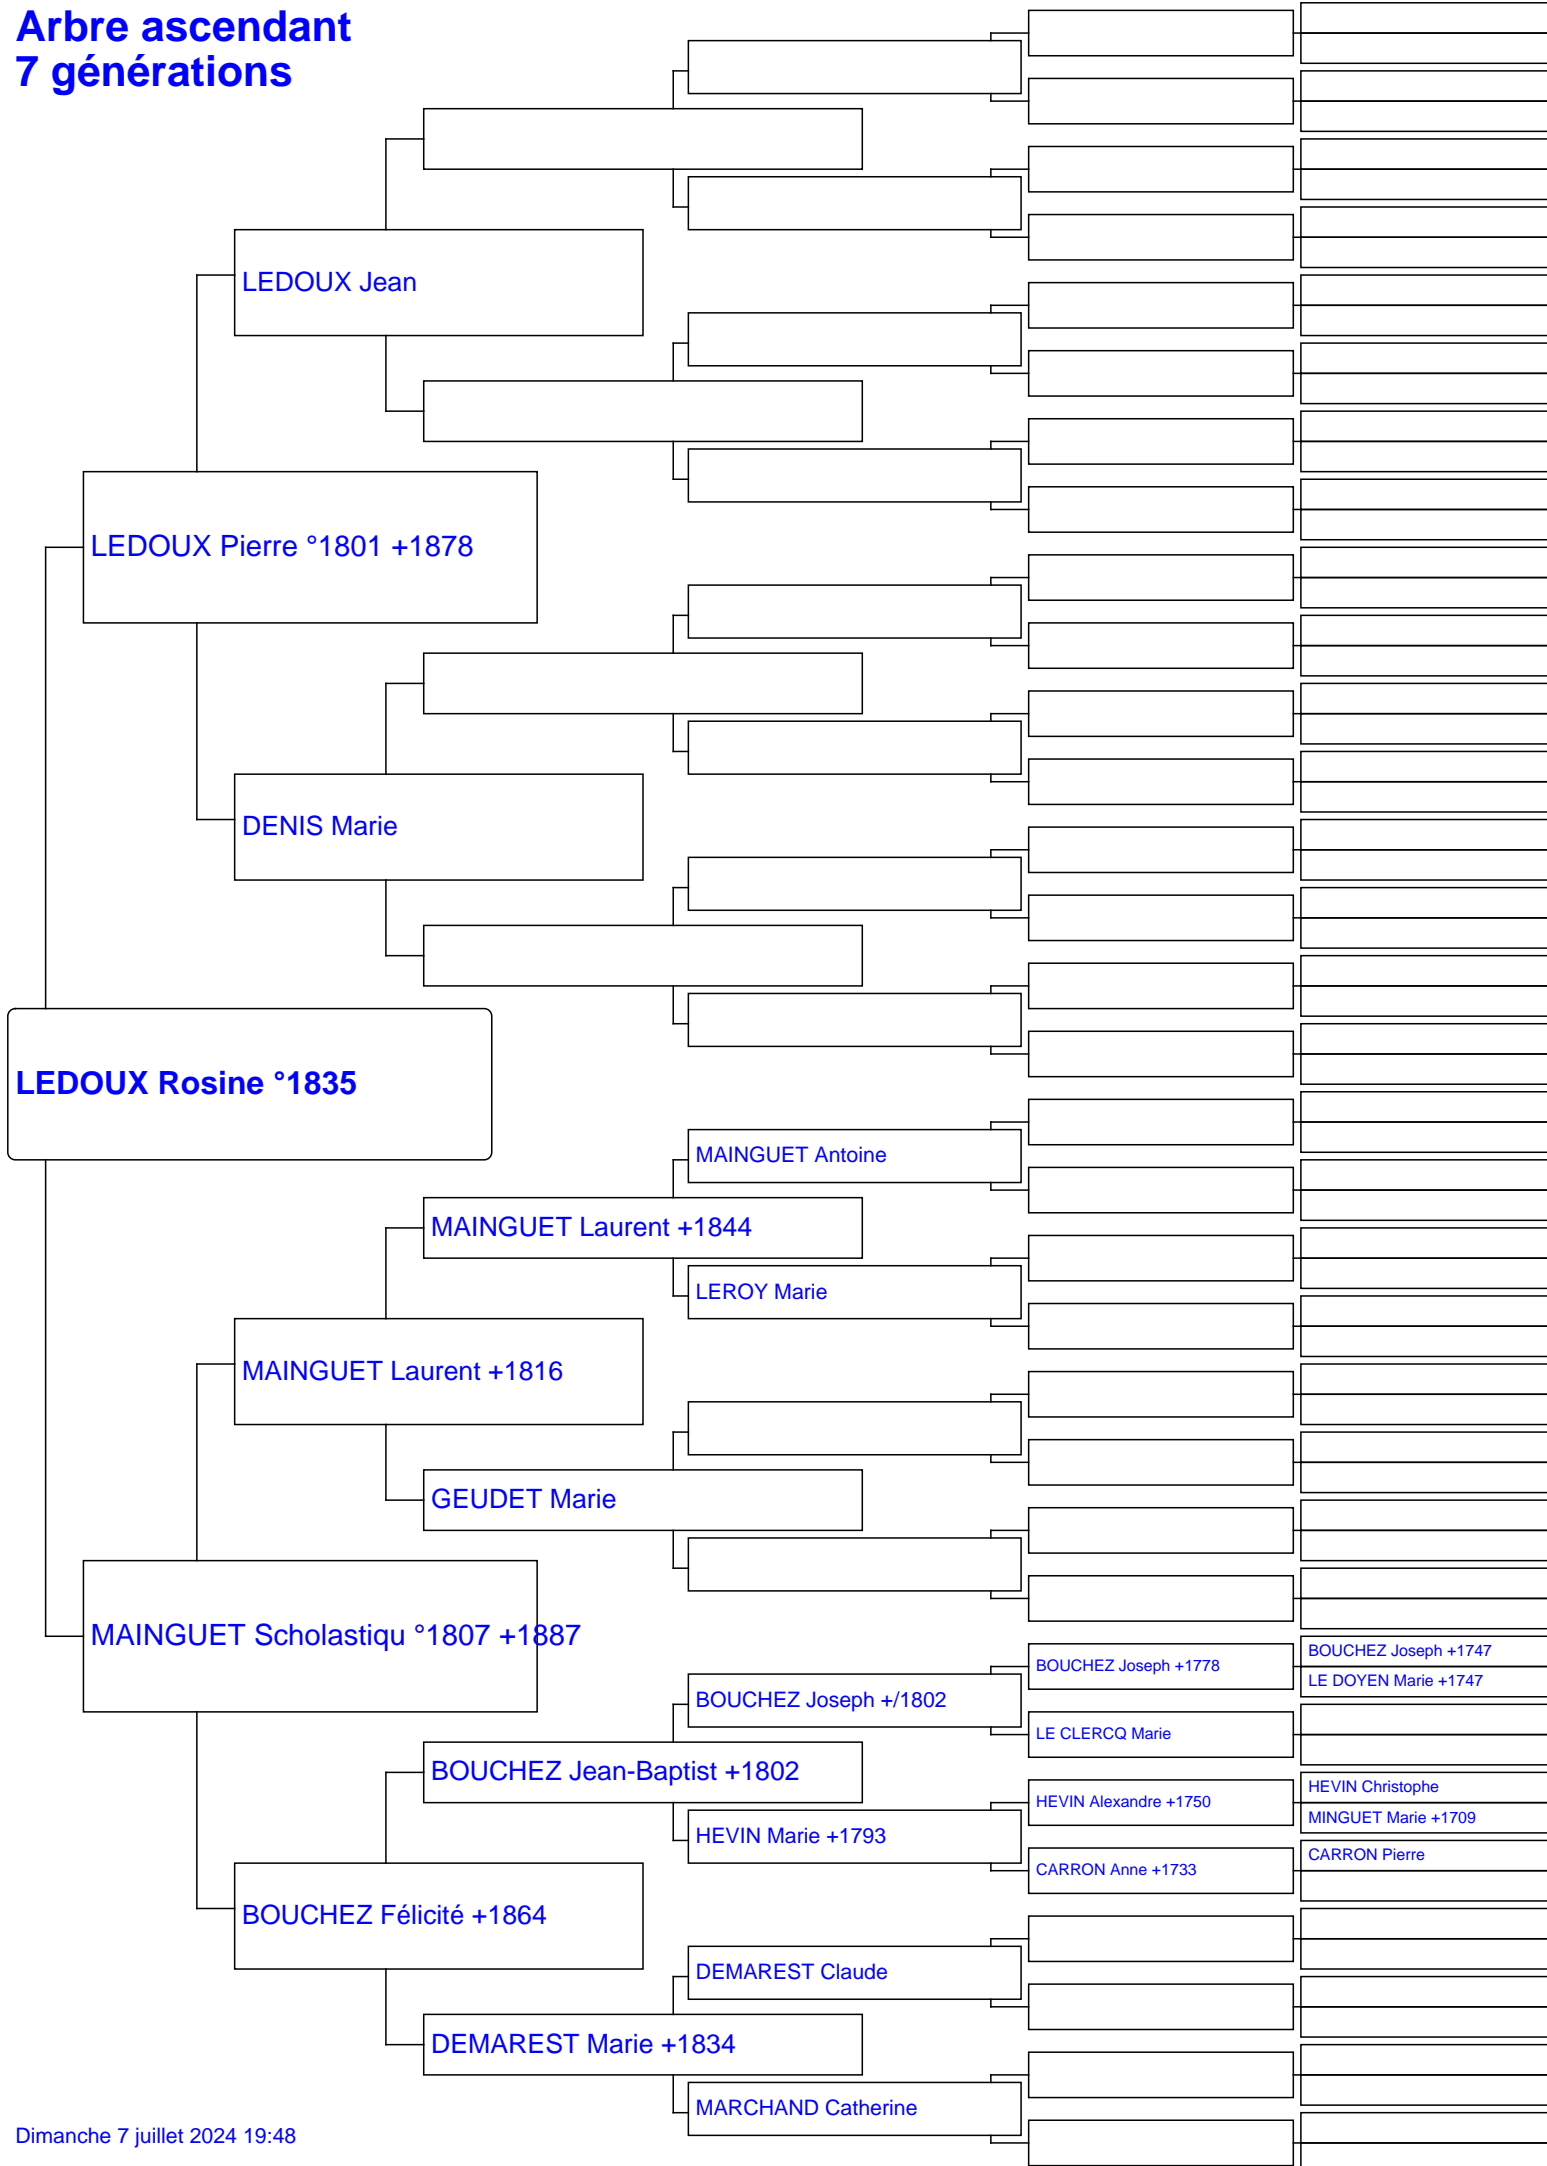 Arbre ascendant
7 générations
LEDOUX Jean
LEDOUX Pierre °1801 +1878
DENIS Marie
LEDOUX Rosine °1835
MAINGUET Antoine
MAINGUET Laurent +1844
LEROY Marie
MAINGUET Laurent +1816
GEUDET Marie
MAINGUET Scholastiqu °1807 +1887
BOUCHEZ Joseph +1747
BOUCHEZ Joseph +1778
LE DOYEN Marie +1747
BOUCHEZ Joseph +/1802
LE CLERCQ Marie
BOUCHEZ Jean-Baptist +1802
HEVIN Christophe
HEVIN Alexandre +1750
MINGUET Marie +1709
HEVIN Marie +1793
CARRON Pierre
CARRON Anne +1733
BOUCHEZ Félicité +1864
DEMAREST Claude
DEMAREST Marie +1834
MARCHAND Catherine
Dimanche 7 juillet 2024 19:48